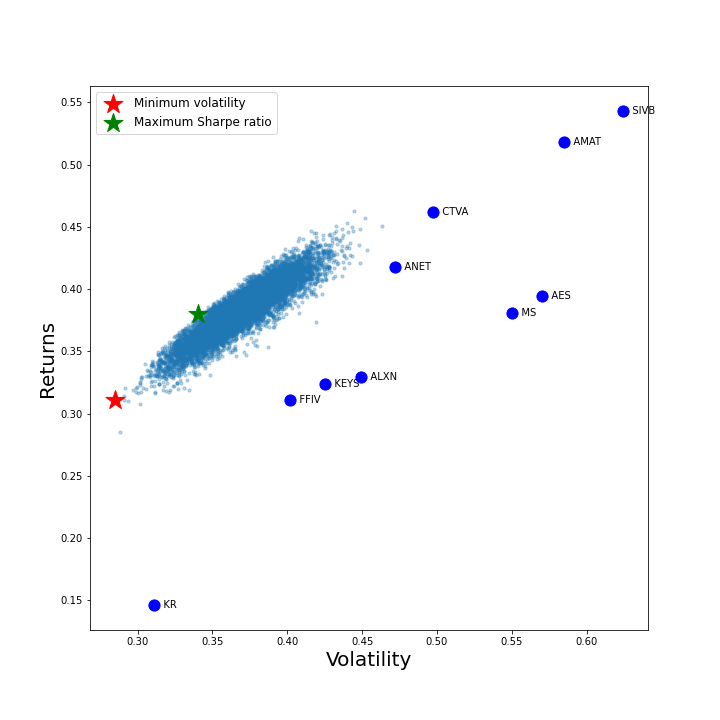 Minimum volatility
Maximum Sharpe ratio
0.55
SIVB
AMAT
0.50
0.45
CTVA
ANET
0.40
AES
MS
0.35
ALXN
KEYS
FFIV
0.30
0.25
0.20
KR
0.15
Returns
0.30 0.35 0.40 0.45 0.50 0.55 0.60
Volatility